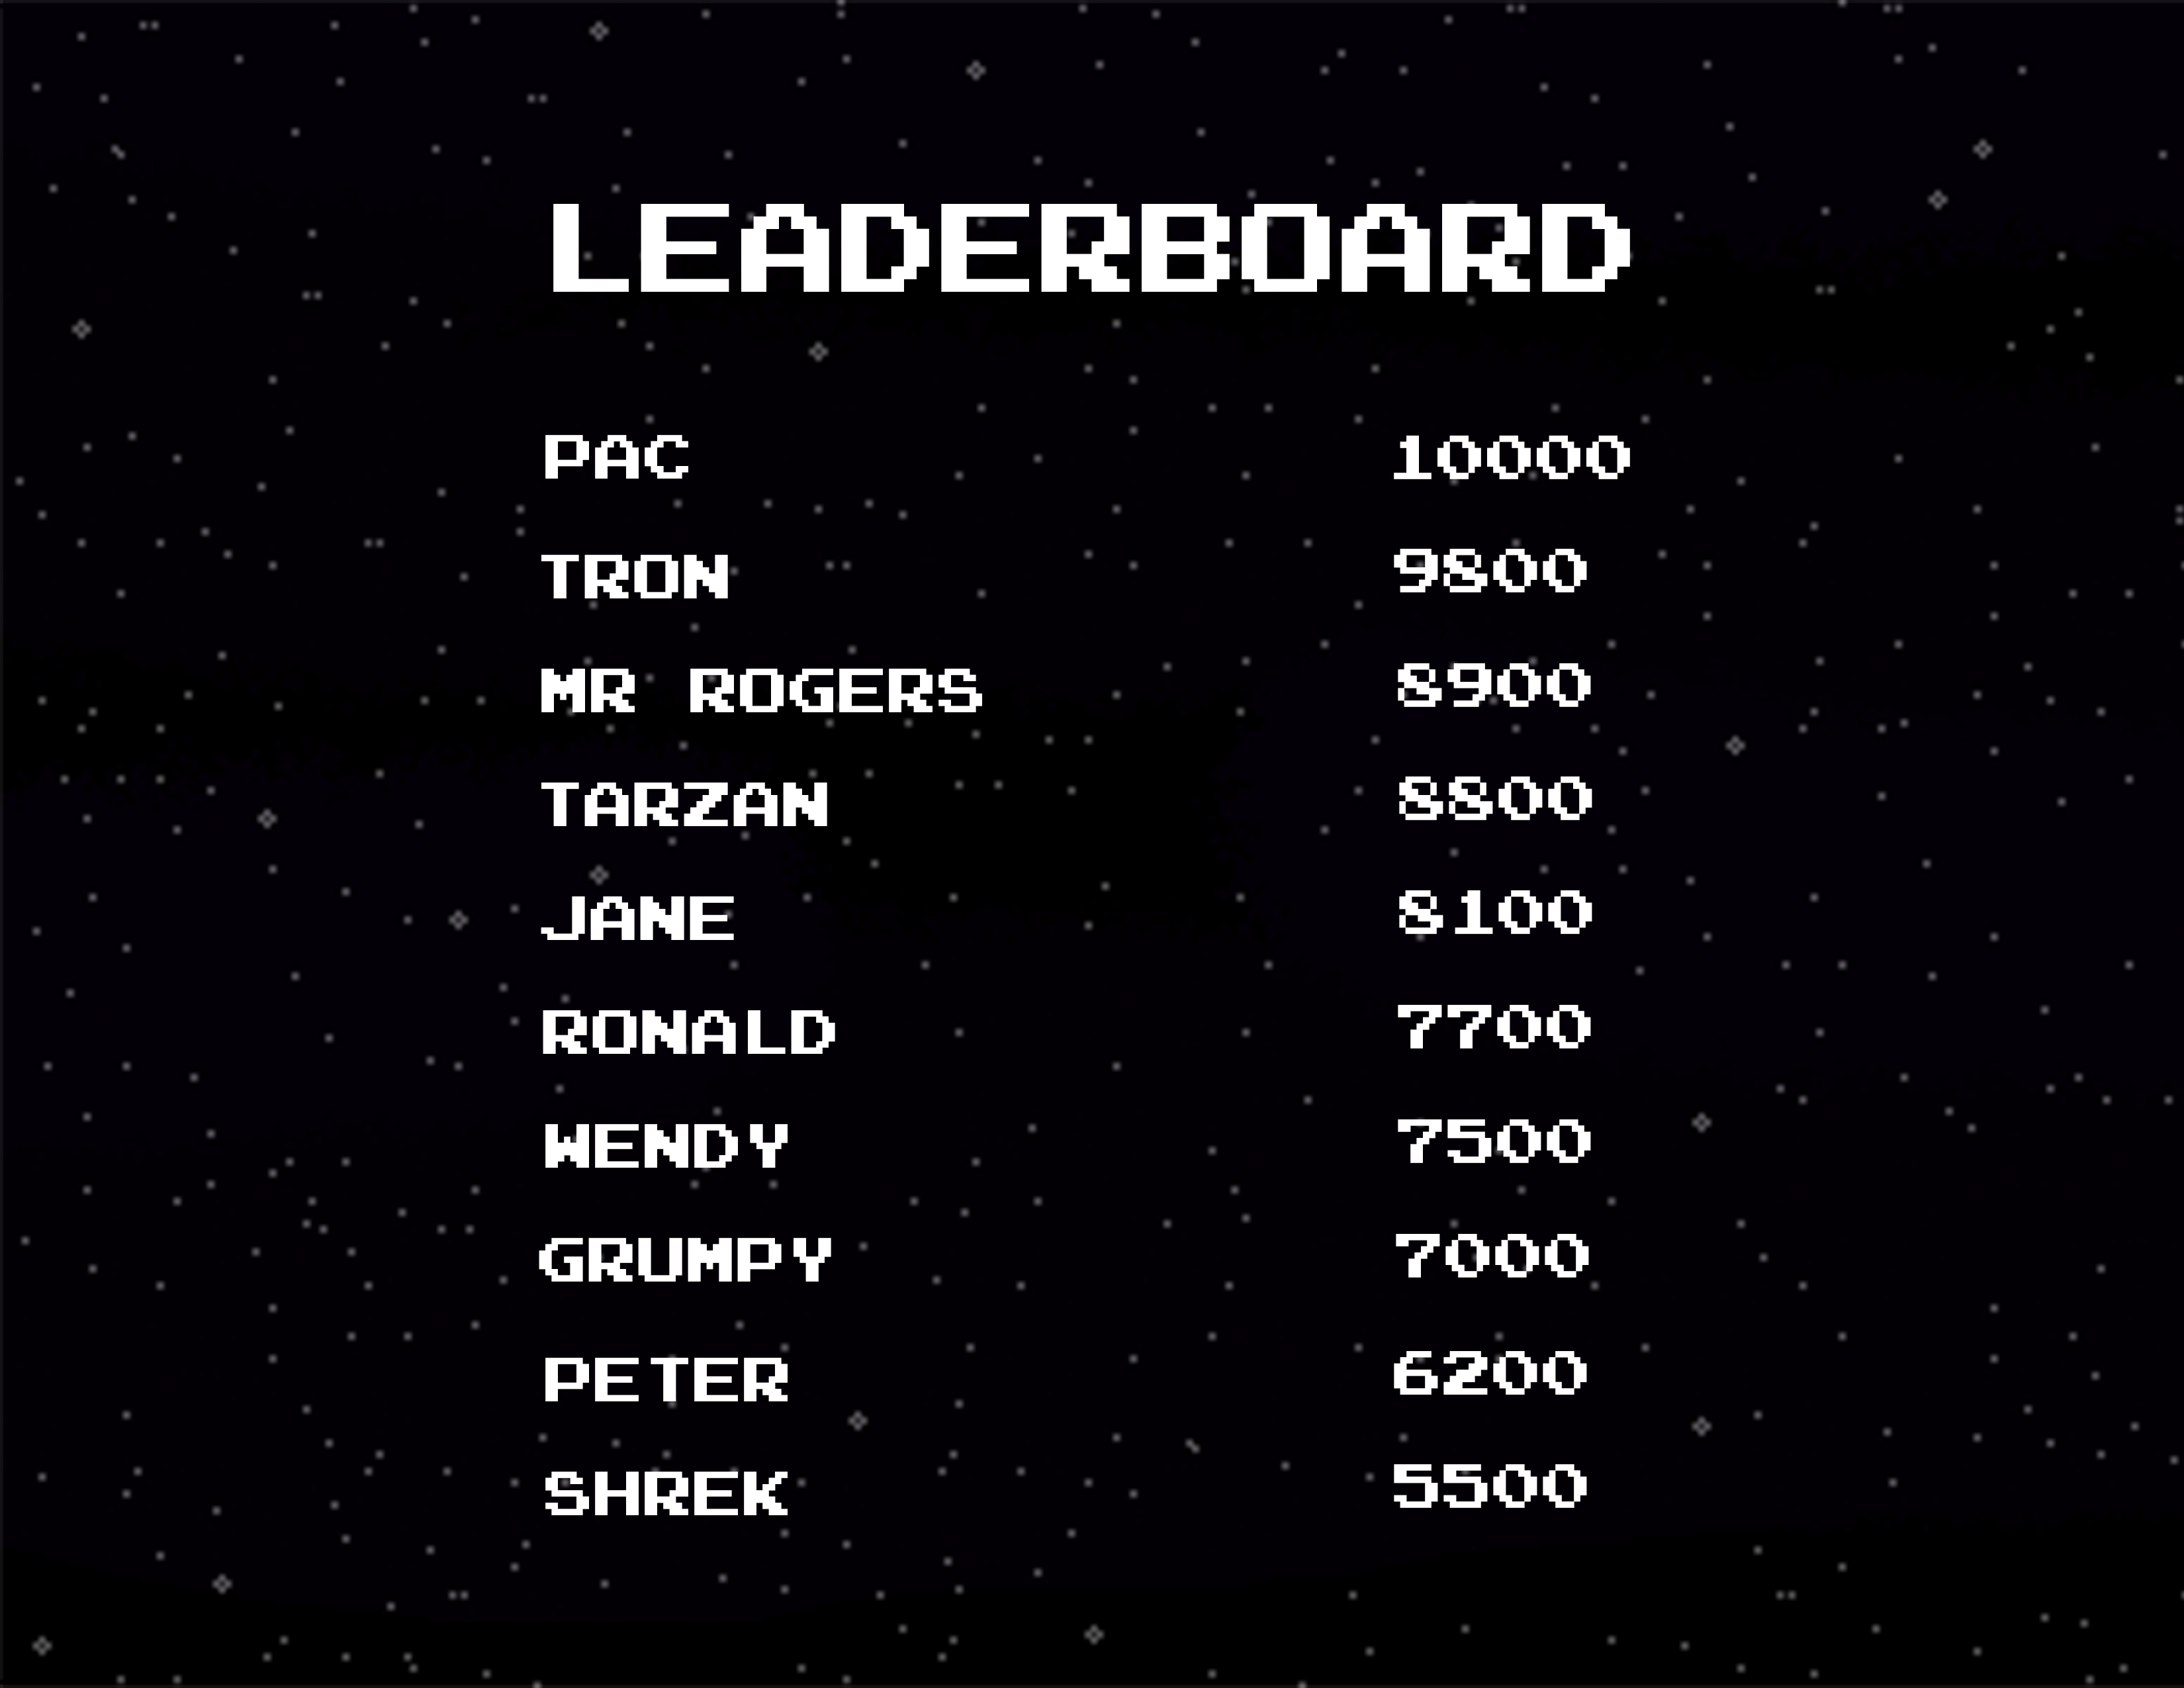 LEADERBOARD
PAC 10000
TRON 9800
MR ROGERS 8900
TARZAN 8800
JANE 8100
RONALD 7700
WENDY 7500
GRUMPY 7000
PETER 6200
SHREK 5500